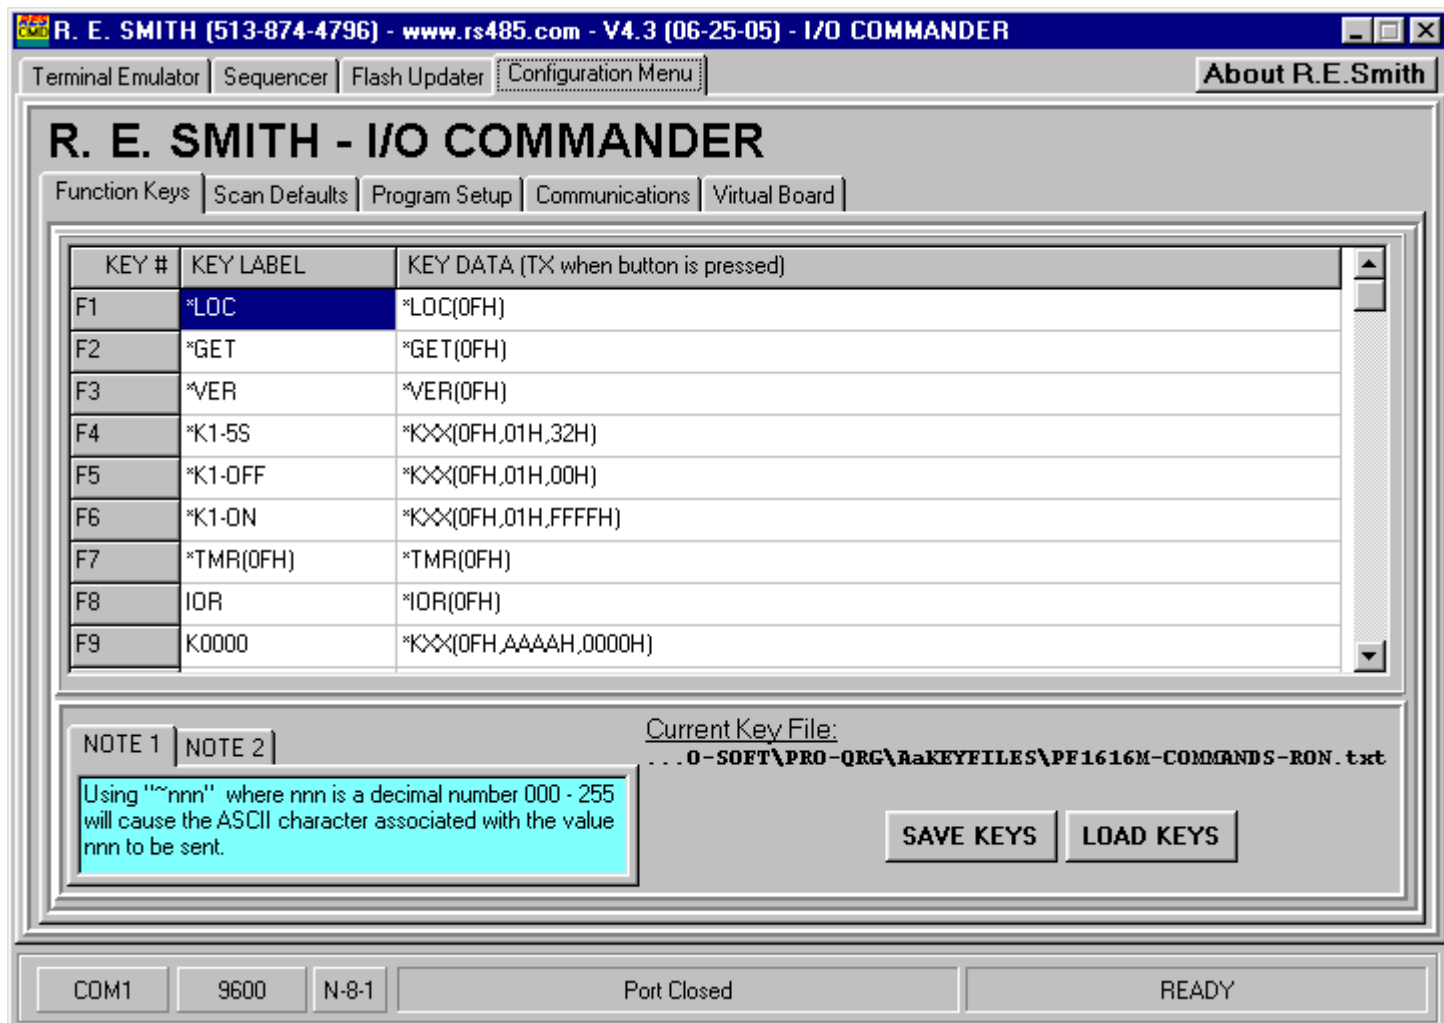 RES
CMD
R. E. SMITH (513-874-4796) - www.rs485.com - V4.3 (06-25-05) - I/O COMMANDER
Terminal Emulator Sequencer Flash Updater Configuration Menu About R.E.Smith
R. E. SMITH - I/O COMMANDER
Function Keys Scan Defaults Program Setup Communications Virtual Board
KEY # KEY LABEL KEY DATA (TX when button is pressed)
F1 *LOC *LOC(0FH)
F2 *GET *GET(0FH)
F3 *VER *VER(0FH)
F4 *K1-5S *KXX(0FH,01H,32H)
F5 *K1-OFF *KXX(0FH,01H,00H)
F6 *K1-ON *KXX(0FH,01H,FFFFH)
F7 *TMR(0FH) *TMR(0FH)
F8 IOR *IOR(0FH)
F9 K0000 *KXX(0FH,AAAAH,0000H)
NOTE 1 NOTE 2
Using "~nnn" where nnn is a decimal number 000 - 255
will cause the ASCII character associated with the value
nnn to be sent.
Current Key File:
...O-SOFT\PRO-QRG\AaKEYFILES\PF1616M-COMMANDS-RON.txt
SAVE KEYS LOAD KEYS
COM1 9600 N-8-1 Port Closed READY